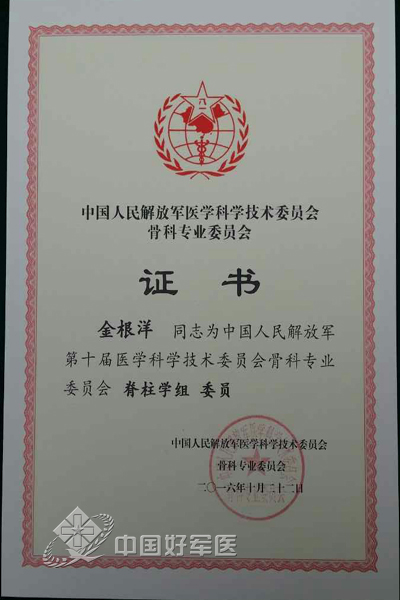 八一
中国人民解放军医学科学技术委员会
骨科专业委员会
证书
金根洋 同志为中国人民解放军
第十届医学科学技术委员会骨科专业
委员会 脊柱学组 委员
中国人民解放军医学科学技术委员会
骨科专业委员会
二〇一六年十月二十二日
中国好军医